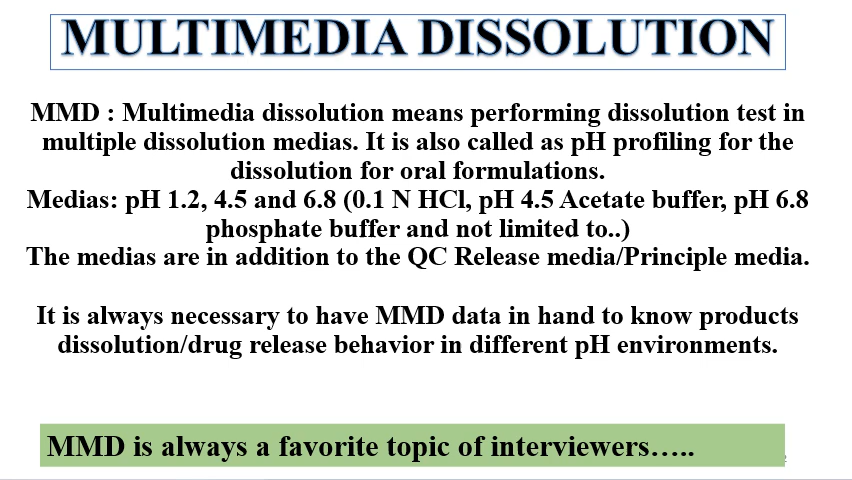 MULTIMEDIA DISSOLUTION
MMD : Multimedia dissolution means performing dissolution test in
multiple dissolution medias. It is also called as pH profiling for the
dissolution for oral formulations.
Medias: pH 1.2, 4.5 and 6.8 (0.1 N HCl, pH 4.5 Acetate buffer, pH 6.8
phosphate buffer and not limited to..)
The medias are in addition to the QC Release media/Principle media.
It is always necessary to have MMD data in hand to know products
dissolution/drug release behavior in different pH environments.
MMD is always a favorite topic of interviewers…..